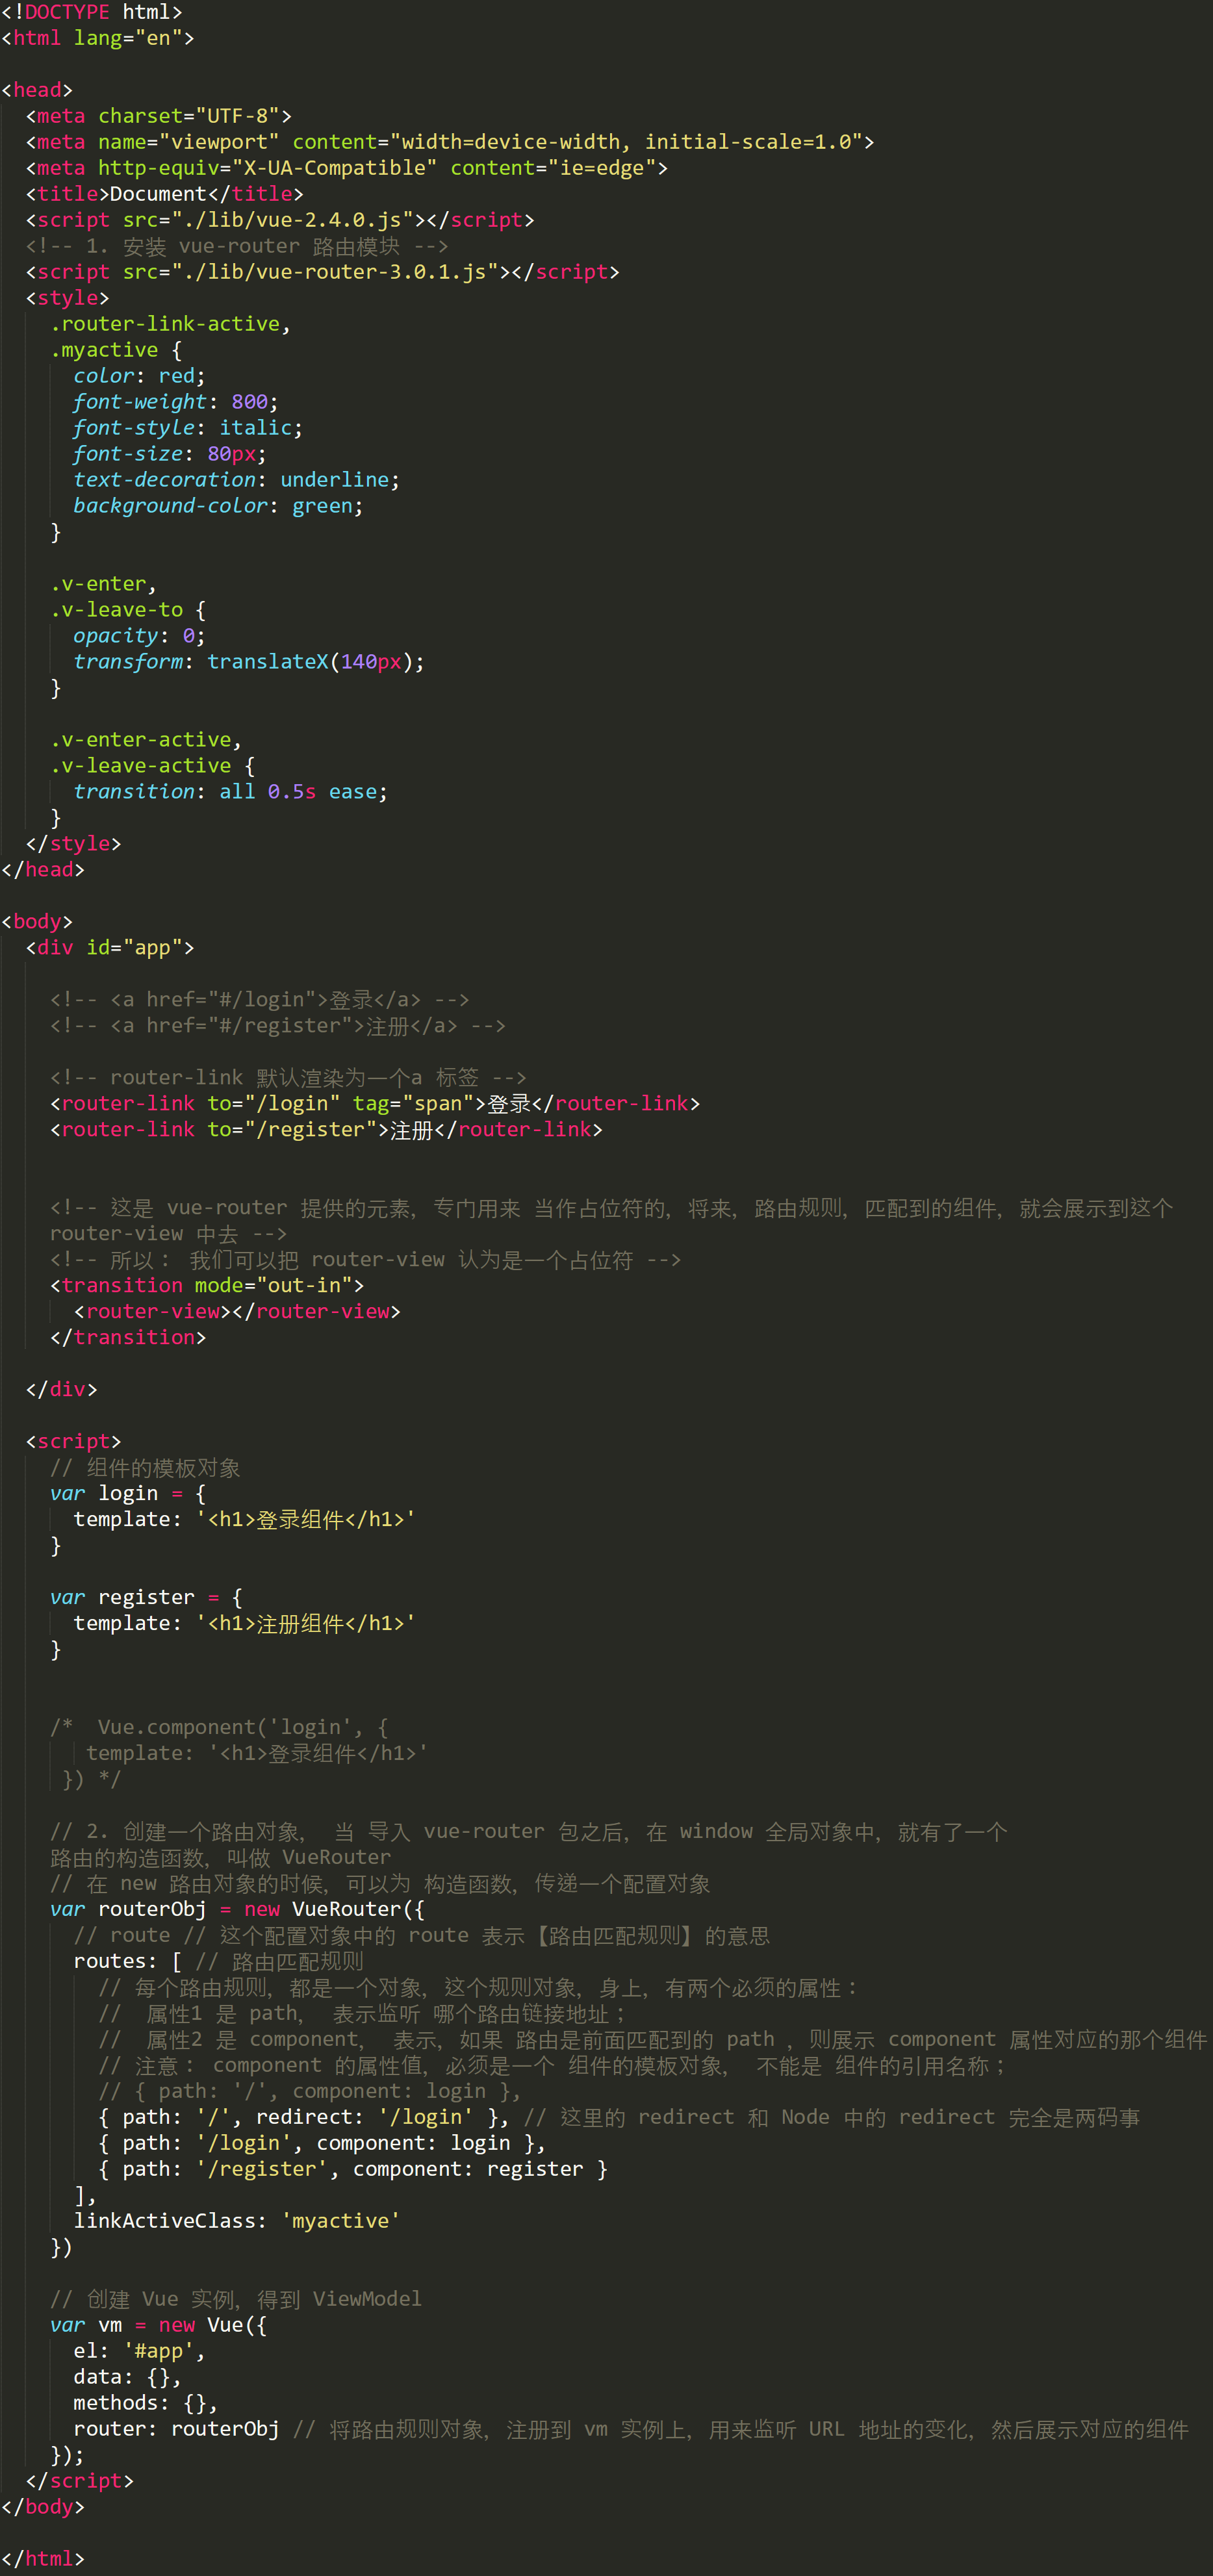 <!DOCTYPE html>
<html lang="en">
<head>
<meta charset="UTF-8">
<meta name="viewport" content="width=device-width, initial-scale=1.0">
<meta http-equiv="X-UA-Compatible" content="ie=edge">
<title>Document</title>
<script src="./lib/vue-2.4.0.js"></script>
<!-- 1. 安装 vue-router 路由模块 -->
<script src="./lib/vue-router-3.0.1.js"></script>
<style>
.router-link-active,
.myactive {
color: red;
font-weight: 800;
font-style: italic;
font-size: 80px;
text-decoration: underline;
background-color: green;
}
.v-enter,
.v-leave-to {
opacity: 0;
transform: translateX(140px);
}
.v-enter-active,
.v-leave-active {
transition: all 0.5s ease;
}
</style>
</head>
<body>
<div id="app">
<!-- <a href="#/login">登录</a> -->
<!-- <a href="#/register">注册</a> -->
<!-- router-link 默认渲染为一个a 标签 -->
<router-link to="/login" tag="span">登录</router-link>
<router-link to="/register">注册</router-link>
<!-- 这是 vue-router 提供的元素, 专门用来 当作占位符的, 将来, 路由规则, 匹配到的组件, 就会展示到这个
router-view 中去 -->
<!-- 所以: 我们可以把 router-view 认为是一个占位符 -->
<transition mode="out-in">
<router-view></router-view>
</transition>
</div>
<script>
// 组件的模板对象
var login = {
template: '<h1>登录组件</h1>'
}
var register = {
template: '<h1>注册组件</h1>'
}
/* Vue.component('login', {
template: '<h1>登录组件</h1>'
}) */
// 2. 创建一个路由对象, 当 导入 vue-router 包之后, 在 window 全局对象中, 就有了一个
路由的构造函数, 叫做 VueRouter
// 在 new 路由对象的时候, 可以为 构造函数, 传递一个配置对象
var routerObj = new VueRouter({
// route // 这个配置对象中的 route 表示【路由匹配规则】的意思
routes: [ // 路由匹配规则
// 每个路由规则, 都是一个对象, 这个规则对象, 身上, 有两个必须的属性:
// 属性1 是 path, 表示监听 哪个路由链接地址;
// 属性2 是 component, 表示, 如果 路由是前面匹配到的 path , 则展示 component 属性对应的那个组件
// 注意: component 的属性值, 必须是一个 组件的模板对象, 不能是 组件的引用名称;
// { path: '/', component: login },
{ path: '/', redirect: '/login' }, // 这里的 redirect 和 Node 中的 redirect 完全是两码事
{ path: '/login', component: login },
{ path: '/register', component: register }
],
linkActiveClass: 'myactive'
})
// 创建 Vue 实例, 得到 ViewModel
var vm = new Vue({
el: '#app',
data: {},
methods: {},
router: routerObj // 将路由规则对象, 注册到 vm 实例上, 用来监听 URL 地址的变化, 然后展示对应的组件
});
</script>
</body>
</html>